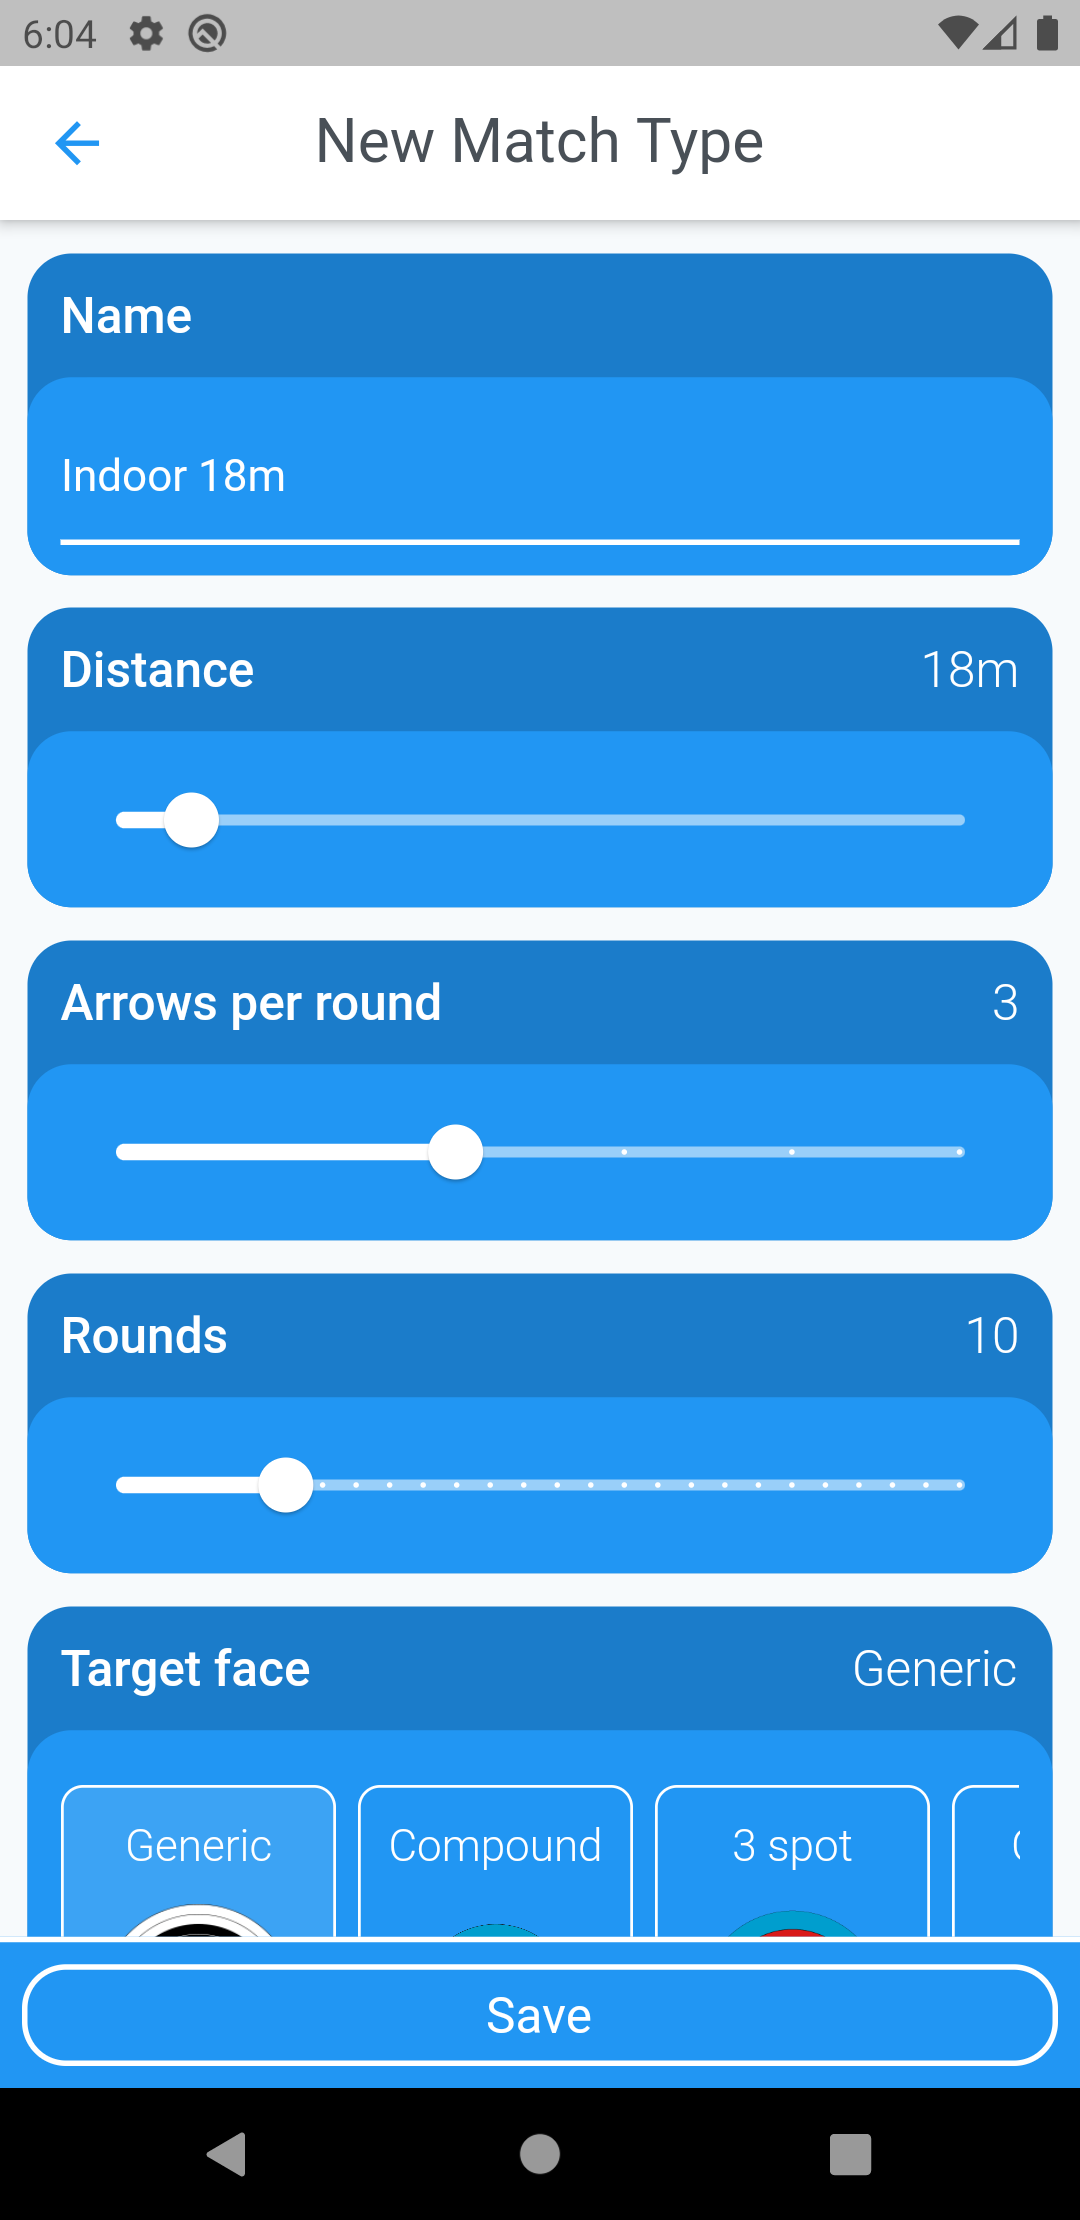 6:04
New Match Type
Name
Indoor 18m
Distance 18m
Arrows per round 3
Rounds 10
Target face Generic
Generic Compound 3 spot
Save